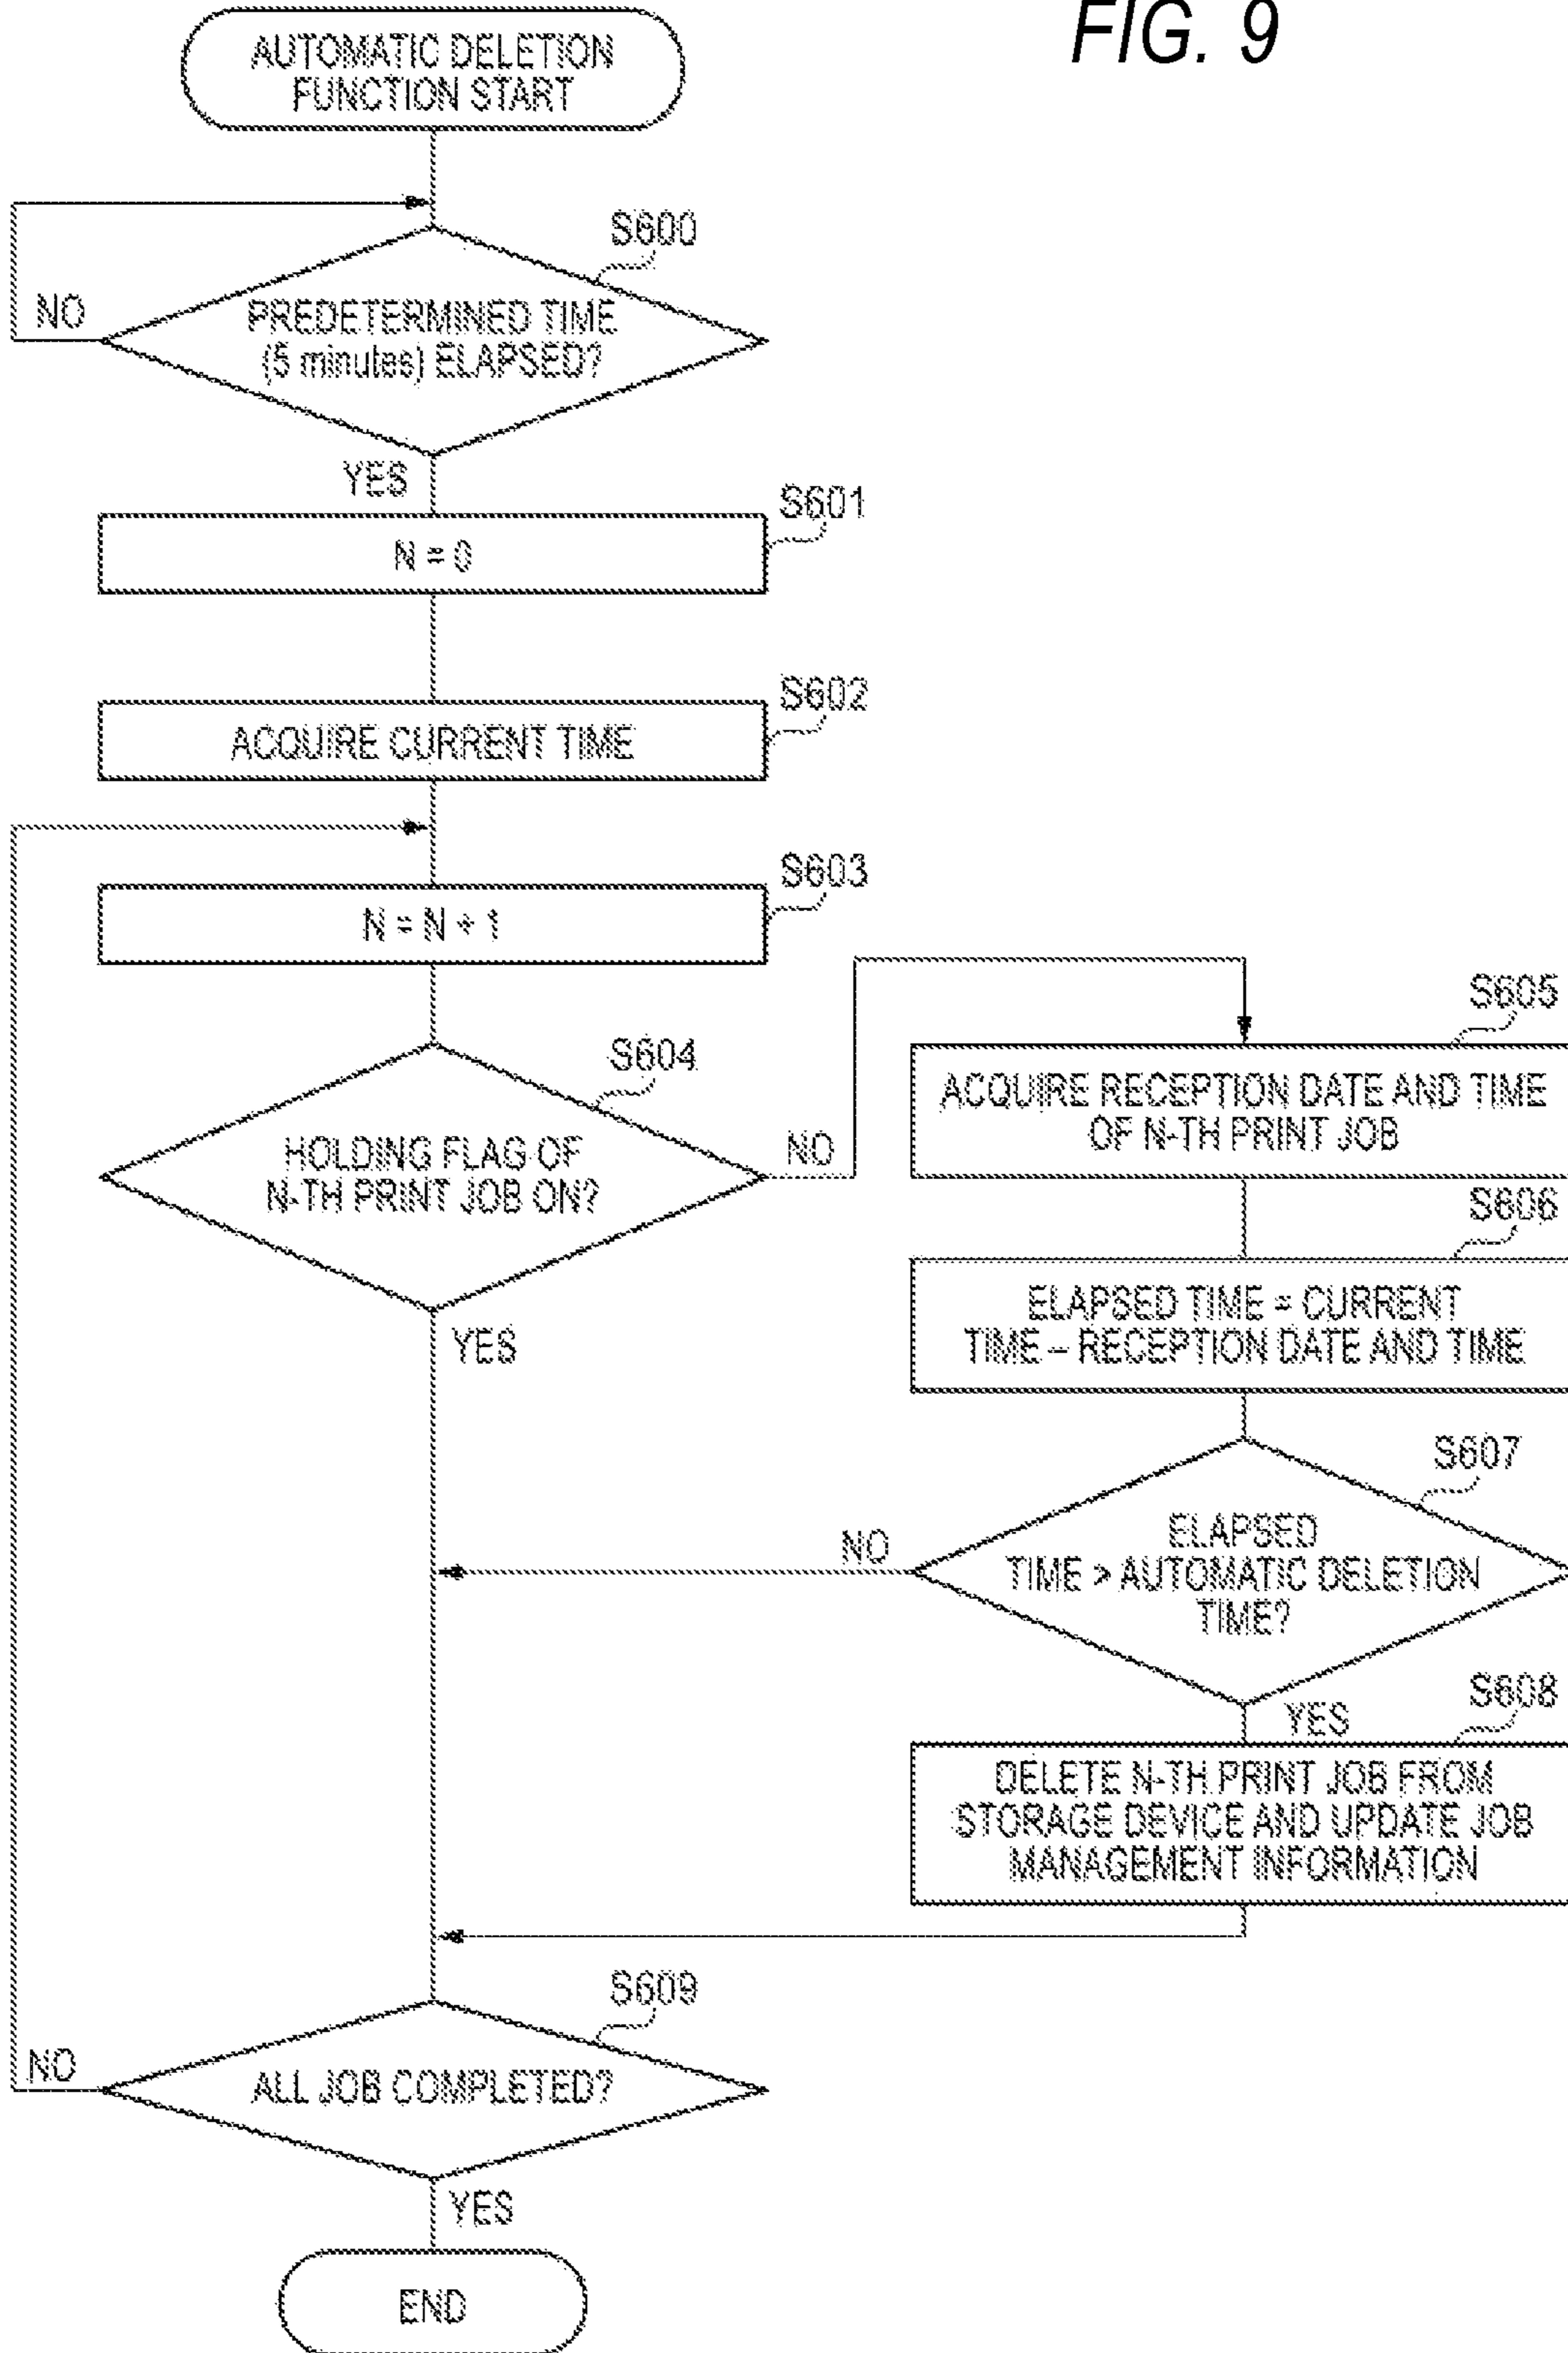 FIG. 9
AUTOMATIC DELETION
FUNCTION START
S600
NO
PREDETERMINED TIME
(5 minutes) ELAPSED?
YES
S601
N = 0
S602
ACQUIRE CURRENT TIME
S603
N = N + 1
S604
HOLDING FLAG OF
N-TH PRINT JOB ON?
NO
YES
S605
ACQUIRE RECEPTION DATE AND TIME
OF N-TH PRINT JOB
S606
ELAPSED TIME = CURRENT
TIME – RECEPTION DATE AND TIME
S607
NO
ELAPSED
TIME > AUTOMATIC DELETION
TIME?
YES
S608
DELETE N-TH PRINT JOB FROM
STORAGE DEVICE AND UPDATE JOB
MANAGEMENT INFORMATION
S609
NO
ALL JOB COMPLETED?
YES
END